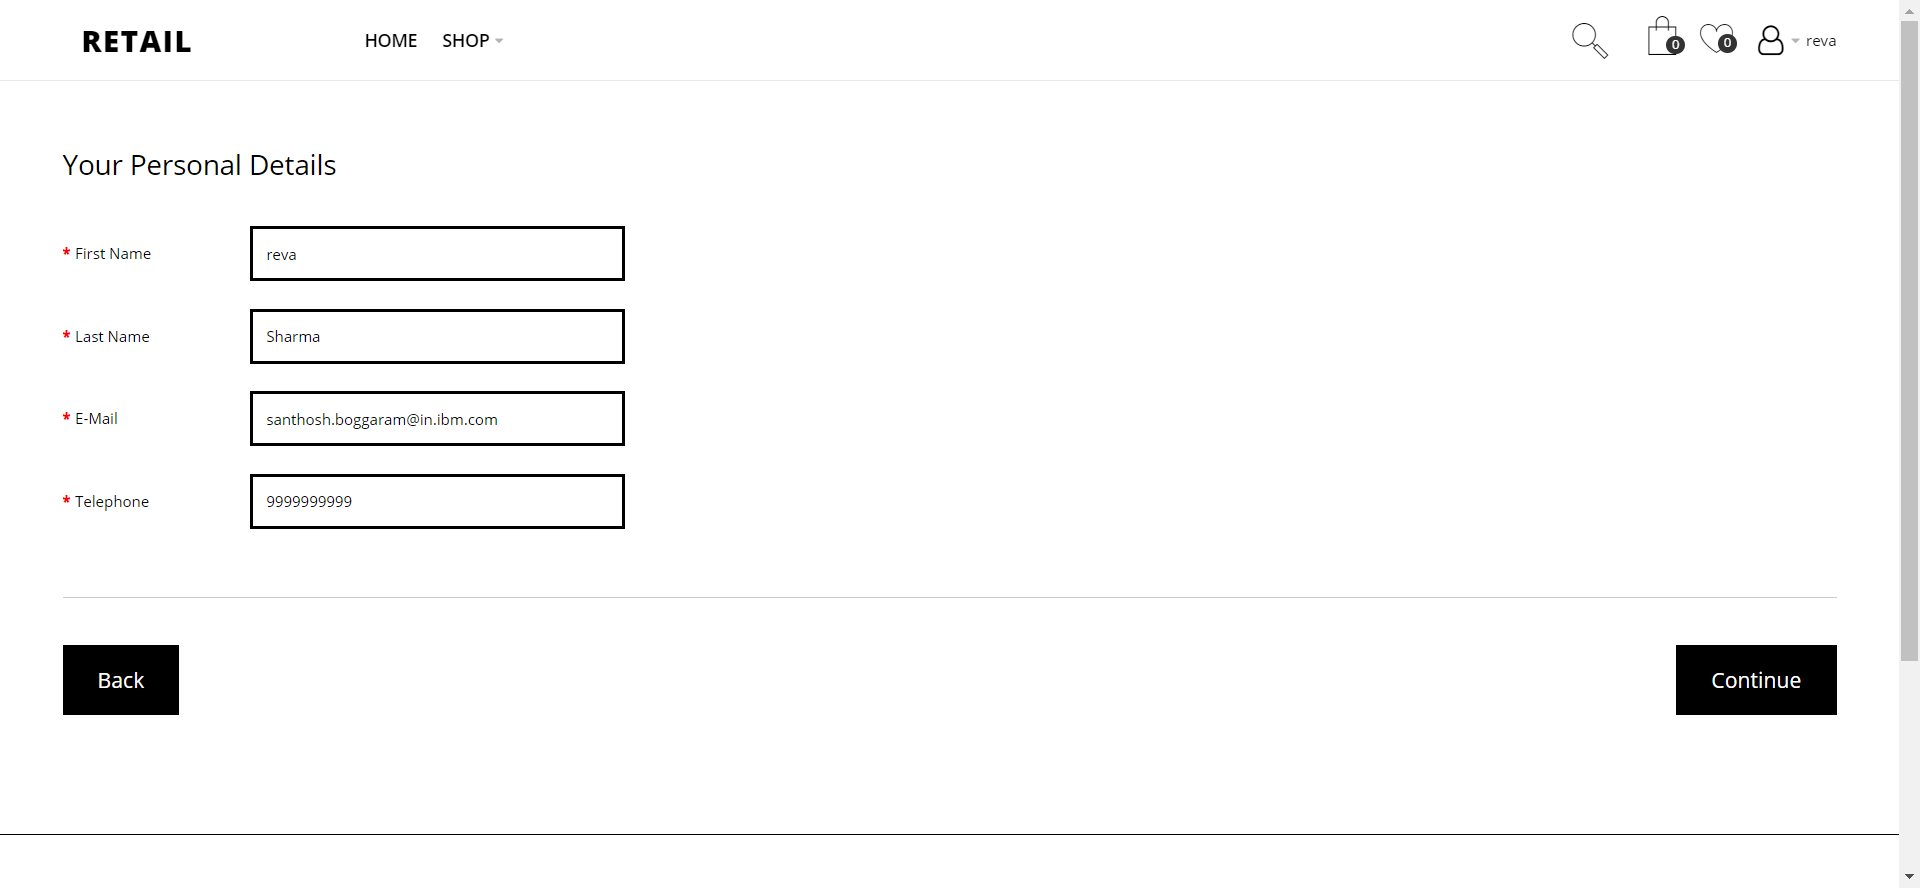 RETAIL
HOME
SHOP
0
0
reva
Your Personal Details
* First Name
reva
* Last Name
Sharma
* E-Mail
santhosh.boggaram@in.ibm.com
* Telephone
9999999999
Back
Continue